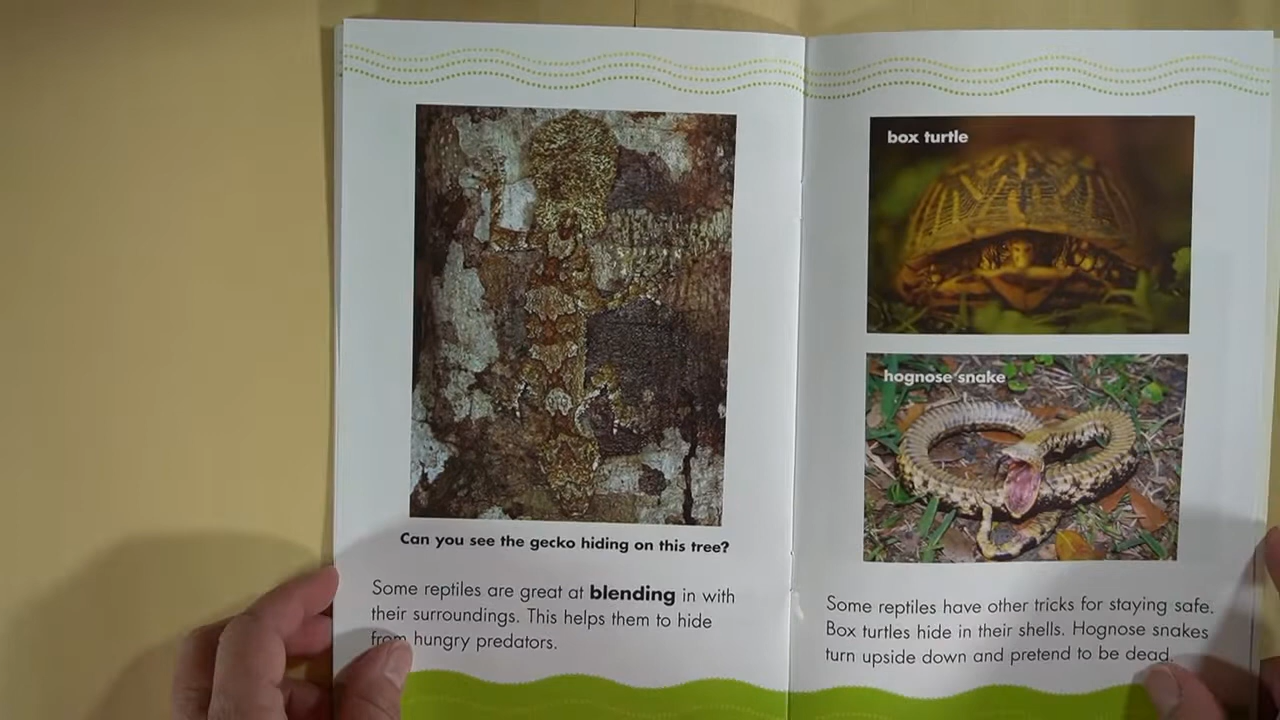 Can you see the gecko hiding on this tree?
Some reptiles are great at blending in with
their surroundings. This helps them to hide
from hungry predators.
box turtle
hognose snake
Some reptiles have other tricks for staying safe.
Box turtles hide in their shells. Hognose snakes
turn upside down and pretend to be dead.